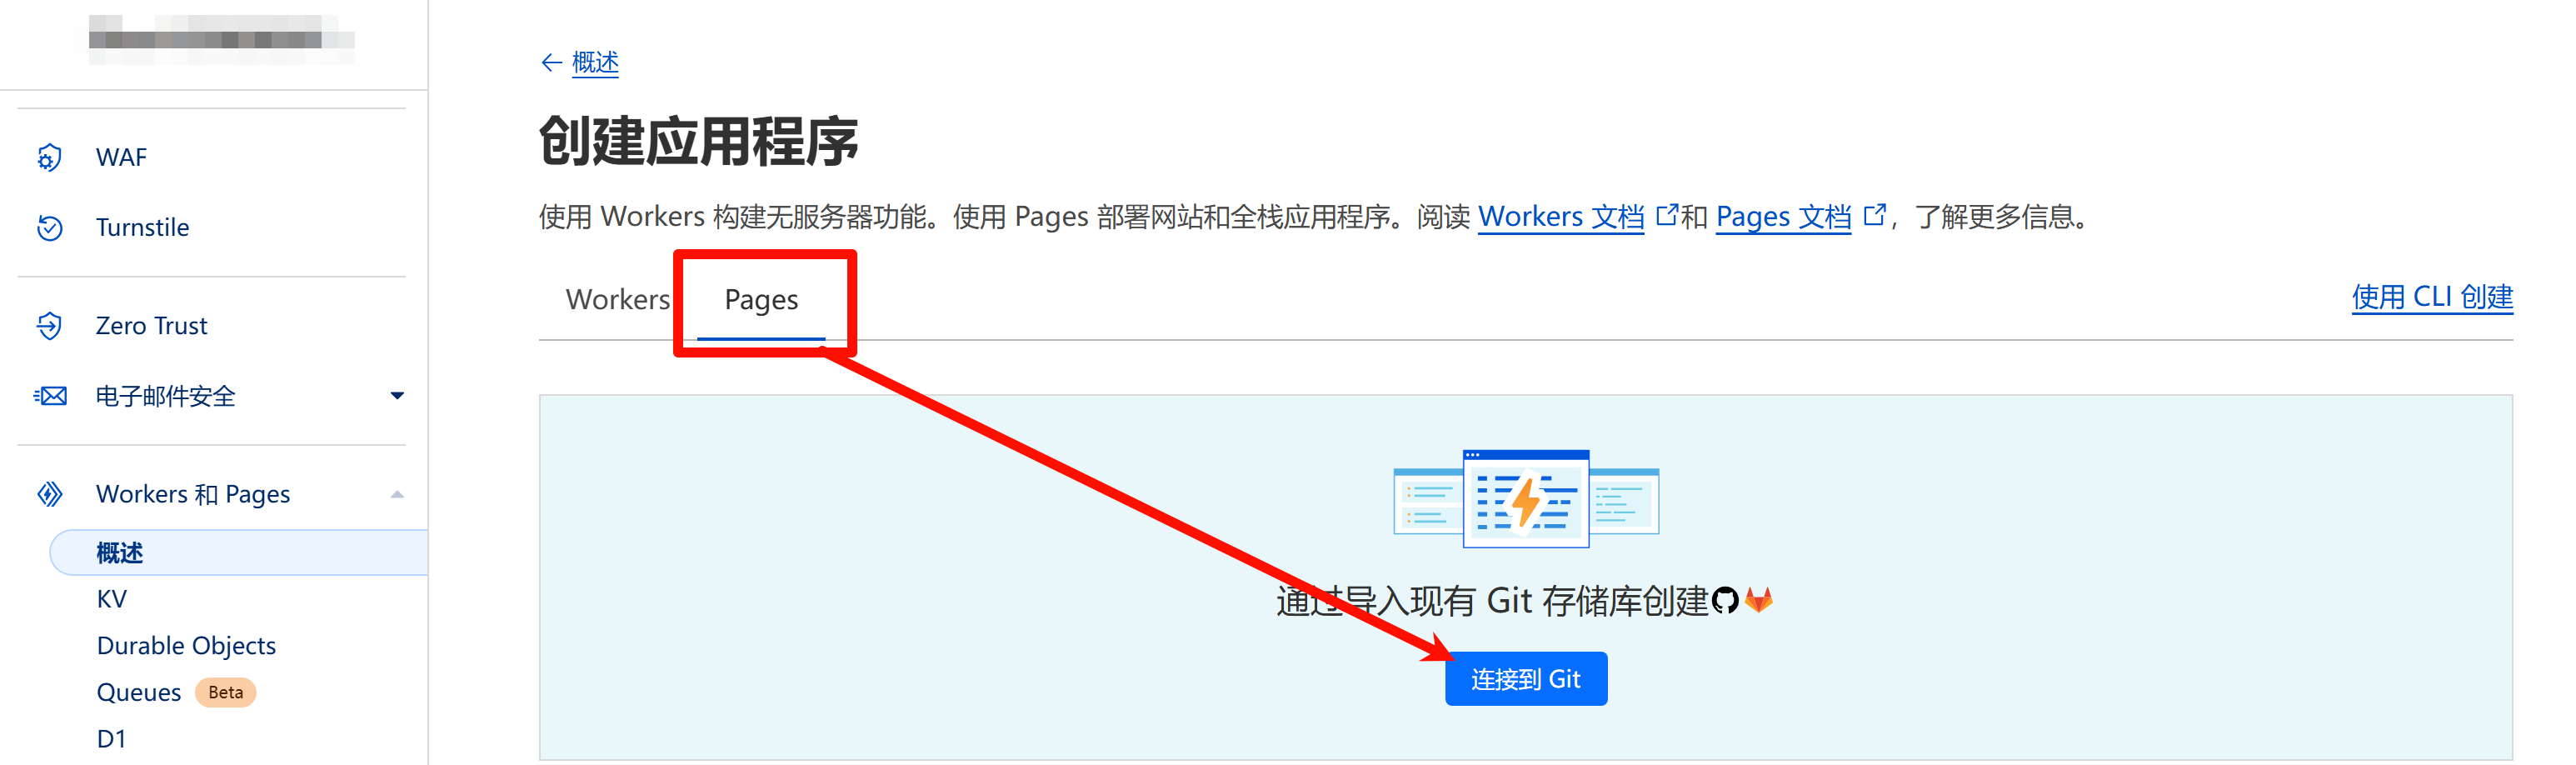 WAF
Turnstile
Zero Trust
电子邮件安全
Workers 和 Pages
概述
KV
Durable Objects
Queues Beta
D1
概述
创建应用程序
使用 Workers 构建无服务器功能。使用 Pages 部署网站和全栈应用程序。阅读 Workers 文档 和 Pages 文档 ，了解更多信息。
Workers Pages 使用 CLI 创建
通过导入现有 Git 存储库创建
连接到 Git